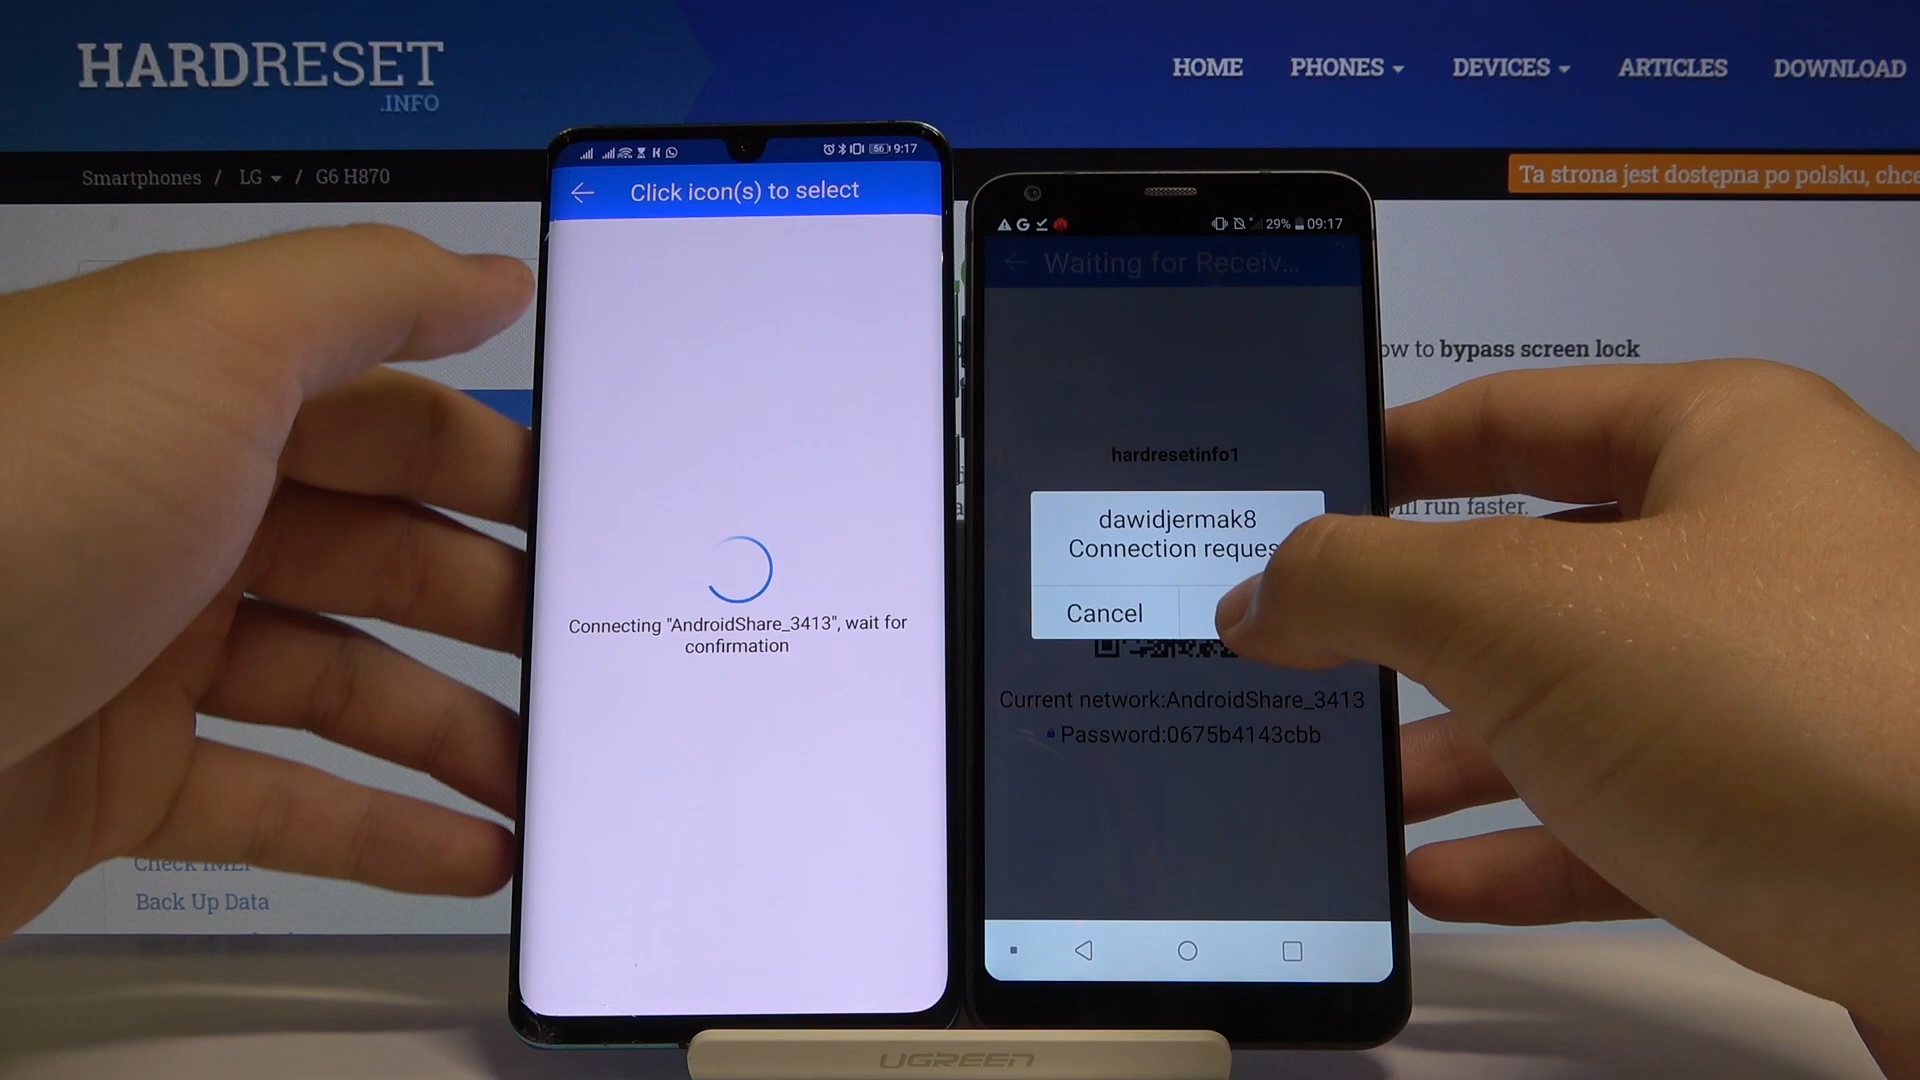 HARDRESET
.INFO
HOME PHONES DEVICES ARTICLES DOWNLOAD
Smartphones / LG / G6 H870
Ta strona jest dostępna po polsku, chce
56 9:17
Click icon(s) to select
Connecting "AndroidShare_3413", wait for
confirmation
29% 09:17
Waiting for Receiv...
hardresetinfo1
dawidjermak8
Connection reques
Cancel
Current network:AndroidShare_3413
Password:0675b4143cbb
ow to bypass screen lock
will run faster.
Check IMEI
Back Up Data
UGREEN